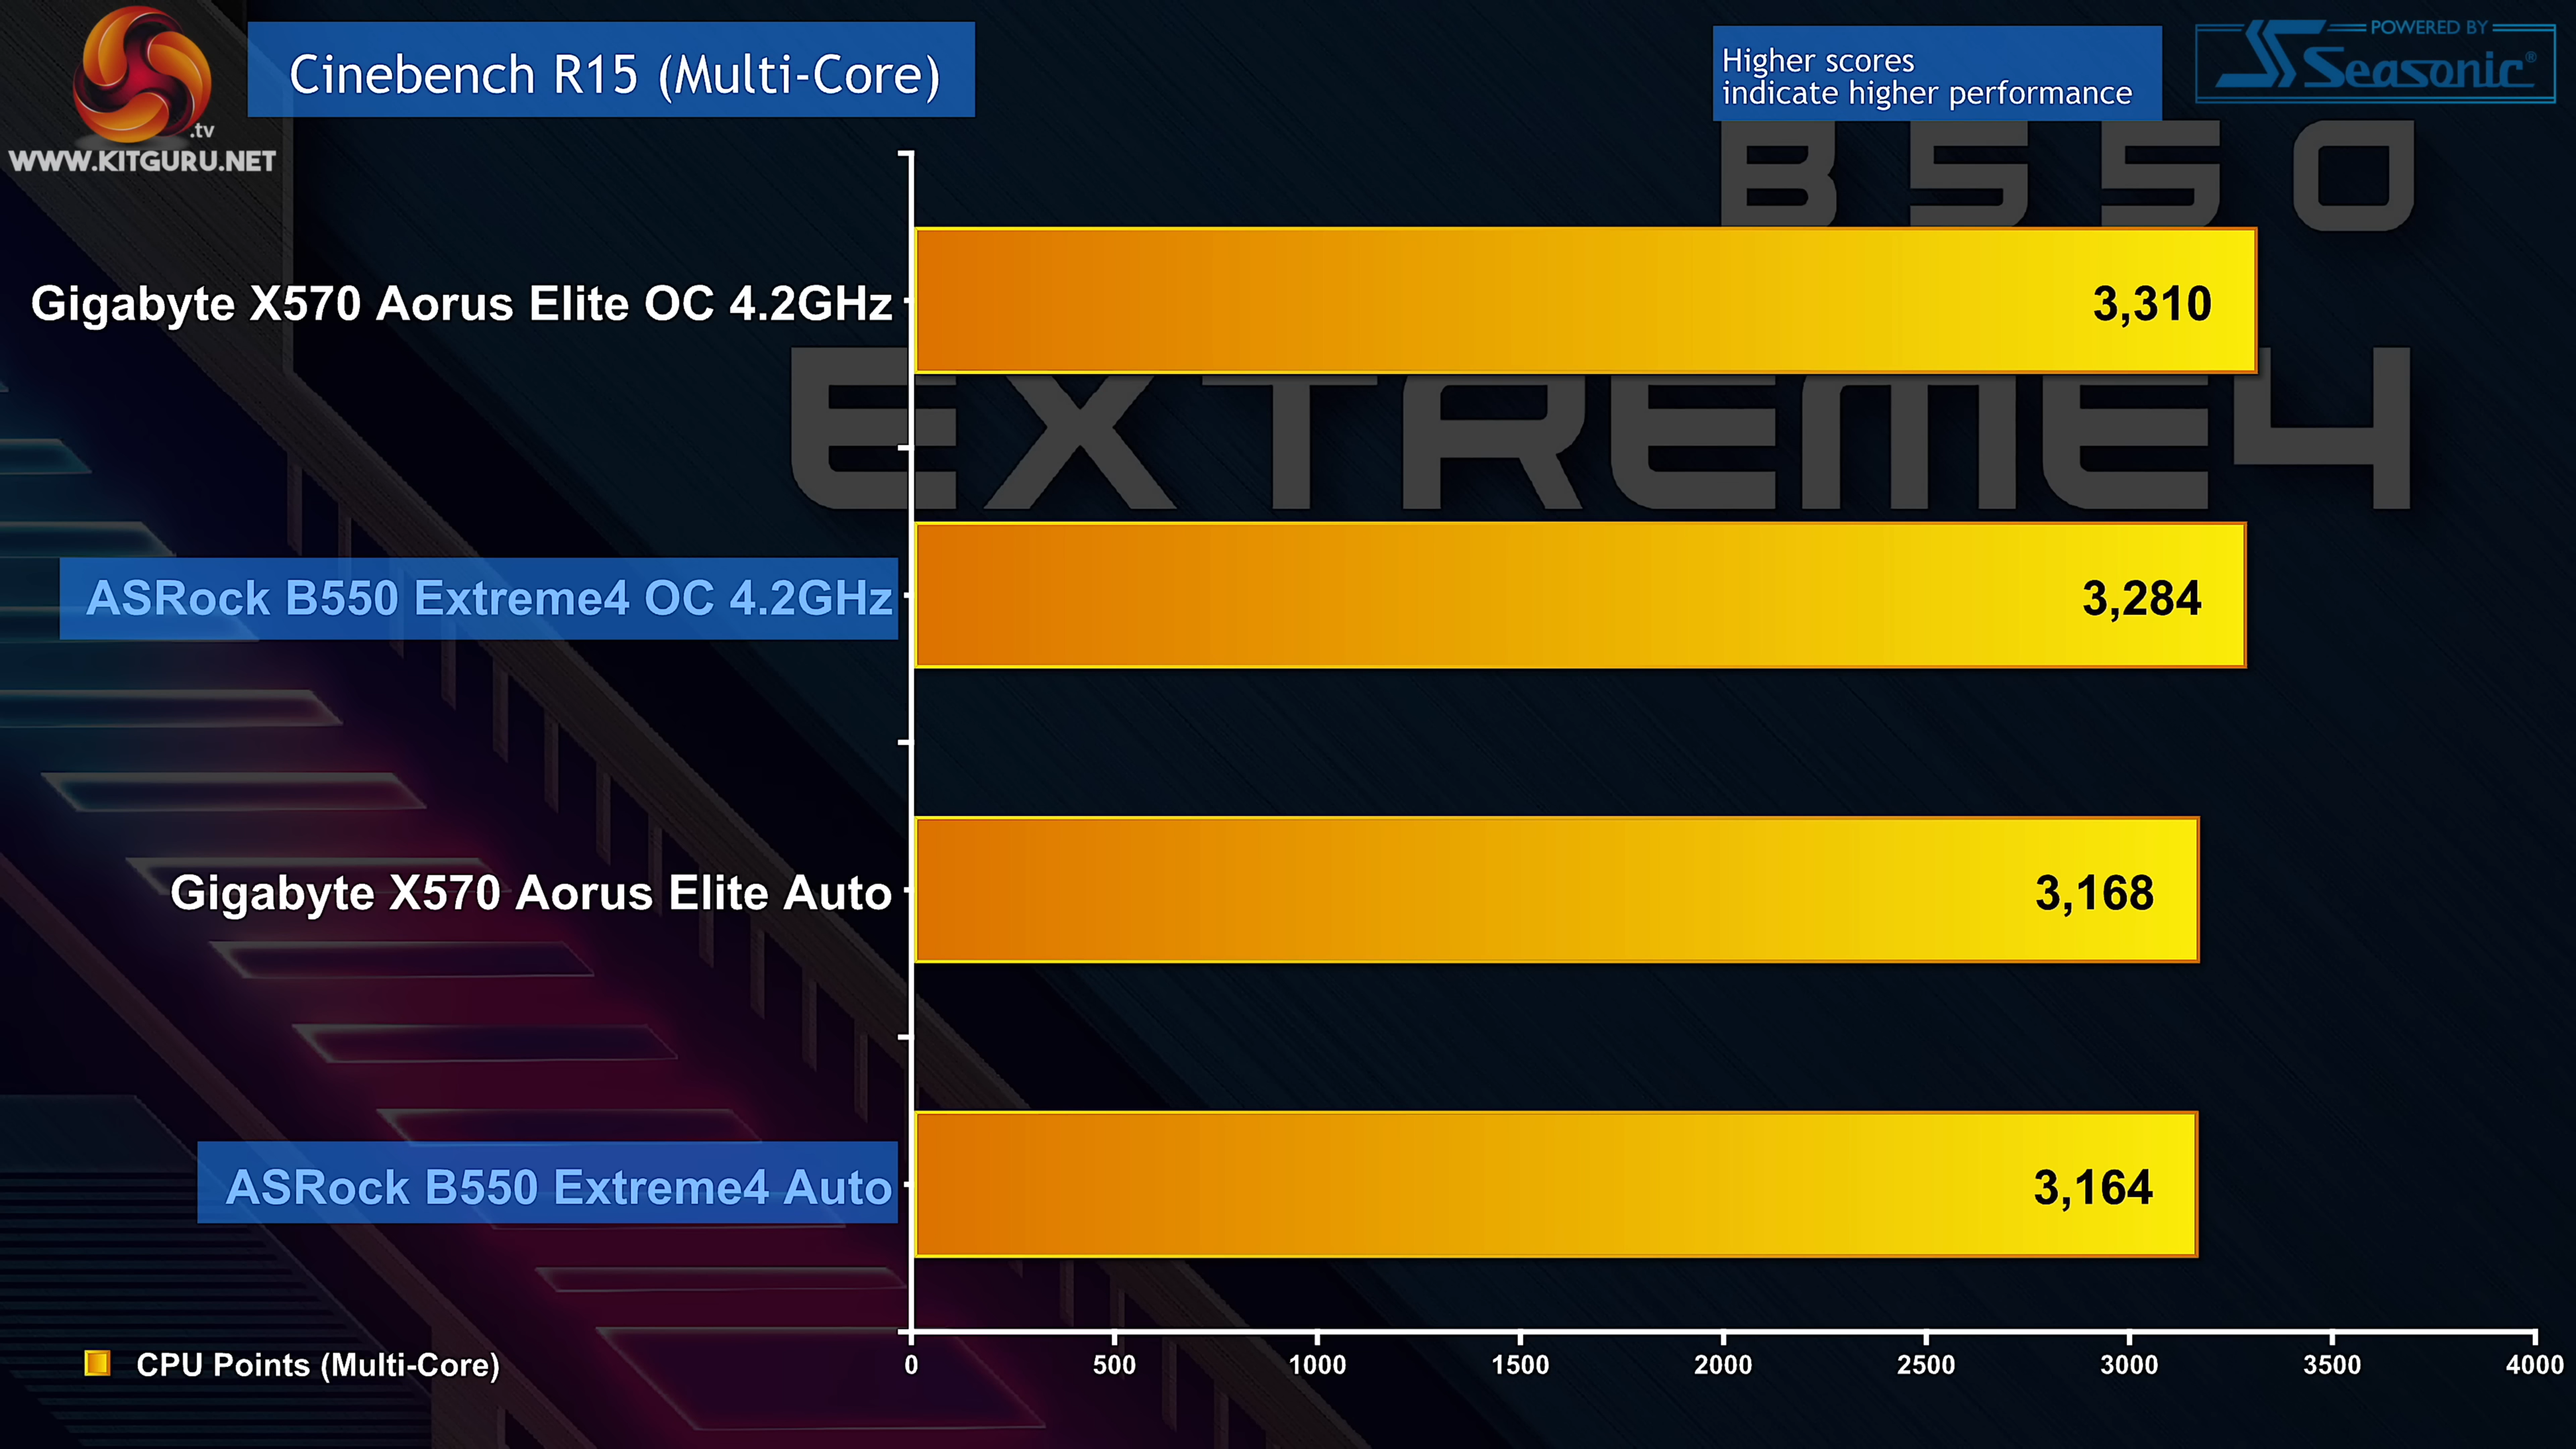 Cinebench R15 (Multi-Core)
Higher scores
indicate higher performance
POWERED BY
Seasonic®
.tv
WWW.KITGURU.NET
B550
EXTREME4
Gigabyte X570 Aorus Elite OC 4.2GHz
3,310
ASRock B550 Extreme4 OC 4.2GHz
3,284
Gigabyte X570 Aorus Elite Auto
3,168
ASRock B550 Extreme4 Auto
3,164
CPU Points (Multi-Core)
0 500 1000 1500 2000 2500 3000 3500 4000